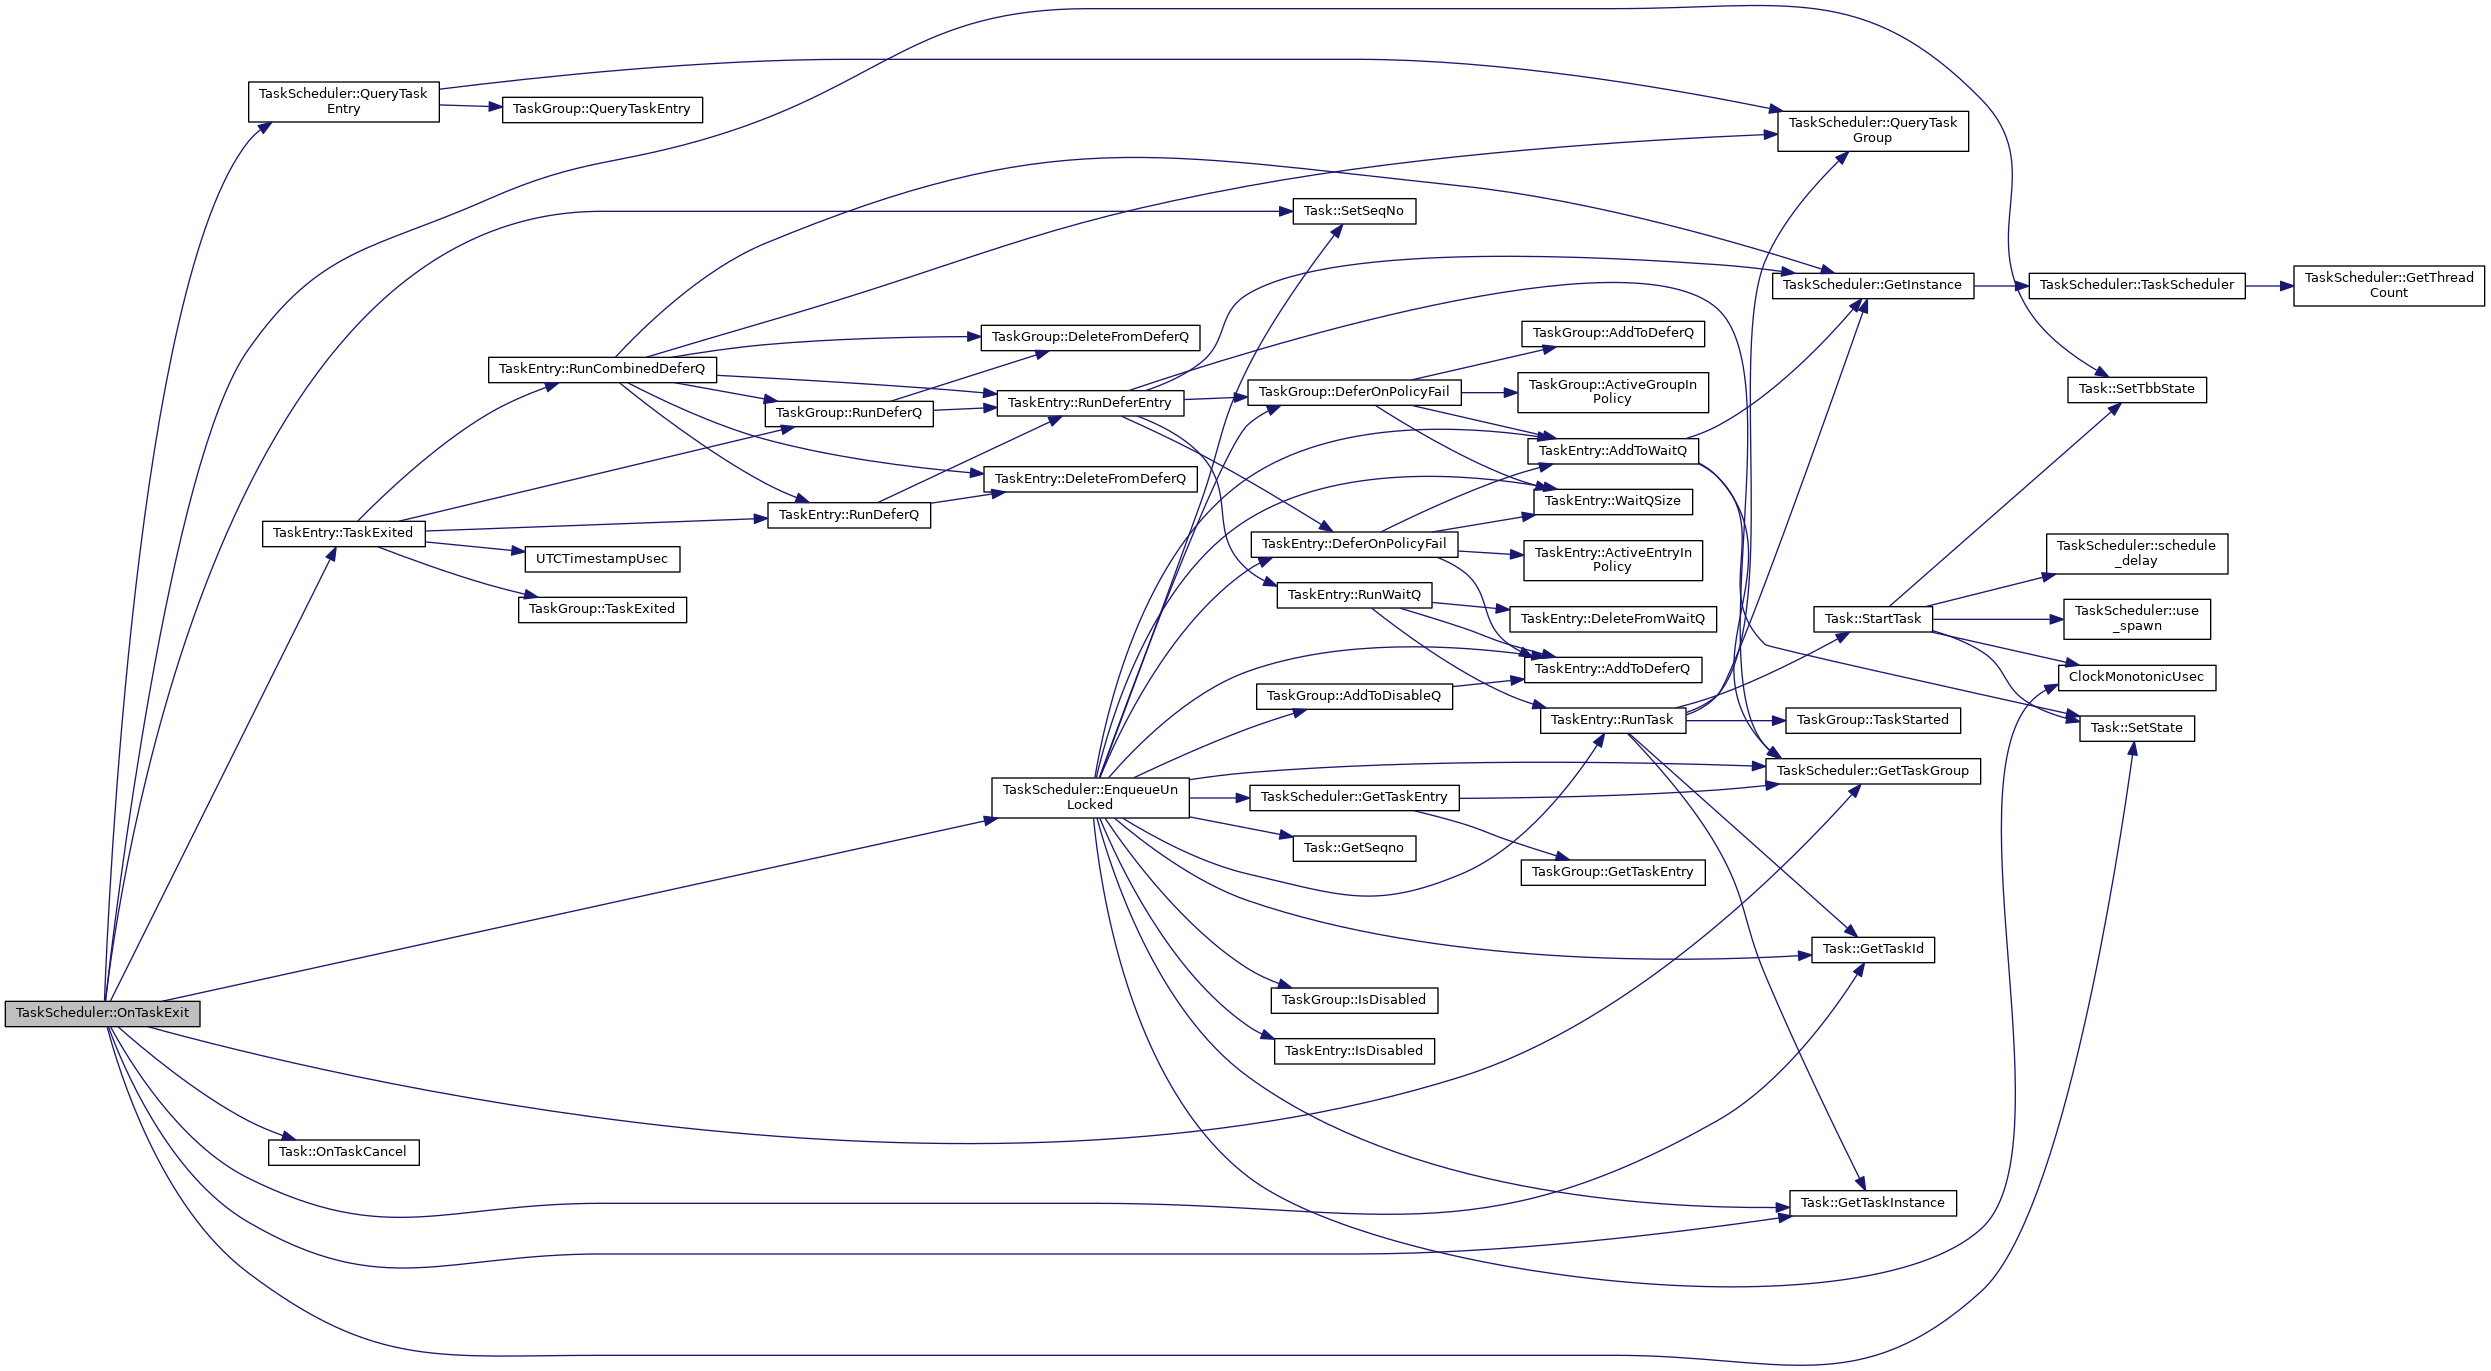 TaskScheduler::OnTaskExit
TaskScheduler::QueryTask
Entry
TaskEntry::TaskExited
Task::OnTaskCancel
TaskGroup::QueryTaskEntry
TaskEntry::RunCombinedDeferQ
UTCTimestampUsec
TaskGroup::TaskExited
TaskGroup::RunDeferQ
TaskEntry::RunDeferQ
TaskGroup::DeleteFromDeferQ
TaskEntry::RunDeferEntry
TaskEntry::DeleteFromDeferQ
TaskScheduler::EnqueueUn
Locked
Task::SetSeqNo
TaskGroup::DeferOnPolicyFail
TaskEntry::DeferOnPolicyFail
TaskEntry::RunWaitQ
TaskGroup::AddToDisableQ
TaskScheduler::GetTaskEntry
Task::GetSeqno
TaskGroup::IsDisabled
TaskEntry::IsDisabled
TaskGroup::AddToDeferQ
TaskGroup::ActiveGroupIn
Policy
TaskEntry::AddToWaitQ
TaskEntry::WaitQSize
TaskEntry::ActiveEntryIn
Policy
TaskEntry::DeleteFromWaitQ
TaskEntry::AddToDeferQ
TaskEntry::RunTask
TaskGroup::GetTaskEntry
TaskScheduler::QueryTask
Group
TaskScheduler::GetInstance
Task::StartTask
TaskGroup::TaskStarted
TaskScheduler::GetTaskGroup
Task::GetTaskId
Task::GetTaskInstance
TaskScheduler::TaskScheduler
Task::SetTbbState
TaskScheduler::schedule
_delay
TaskScheduler::use
_spawn
ClockMonotonicUsec
Task::SetState
TaskScheduler::GetThread
Count